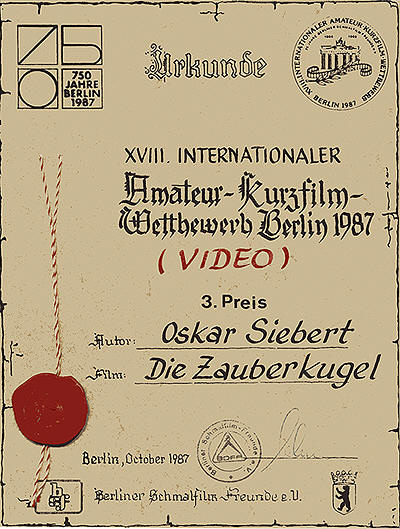 750
JAHRE
BERLIN
1987
Urkunde
XVIII. INTERNATIONALER AMATEUR-KURZFILM-WETTBEWERB
BERLIN 1987
XVIII. INTERNATIONALER
Amateur-Kurzfilm-
Wettbewerb Berlin 1987
(VIDEO)
3. Preis
Autor: Oskar Siebert
Film: Die Zauberkugel
Berliner Schmalfilm-Freunde e.V.
BDFA
Berlin, October 1987
Berliner Schmalfilm Freunde e.V.